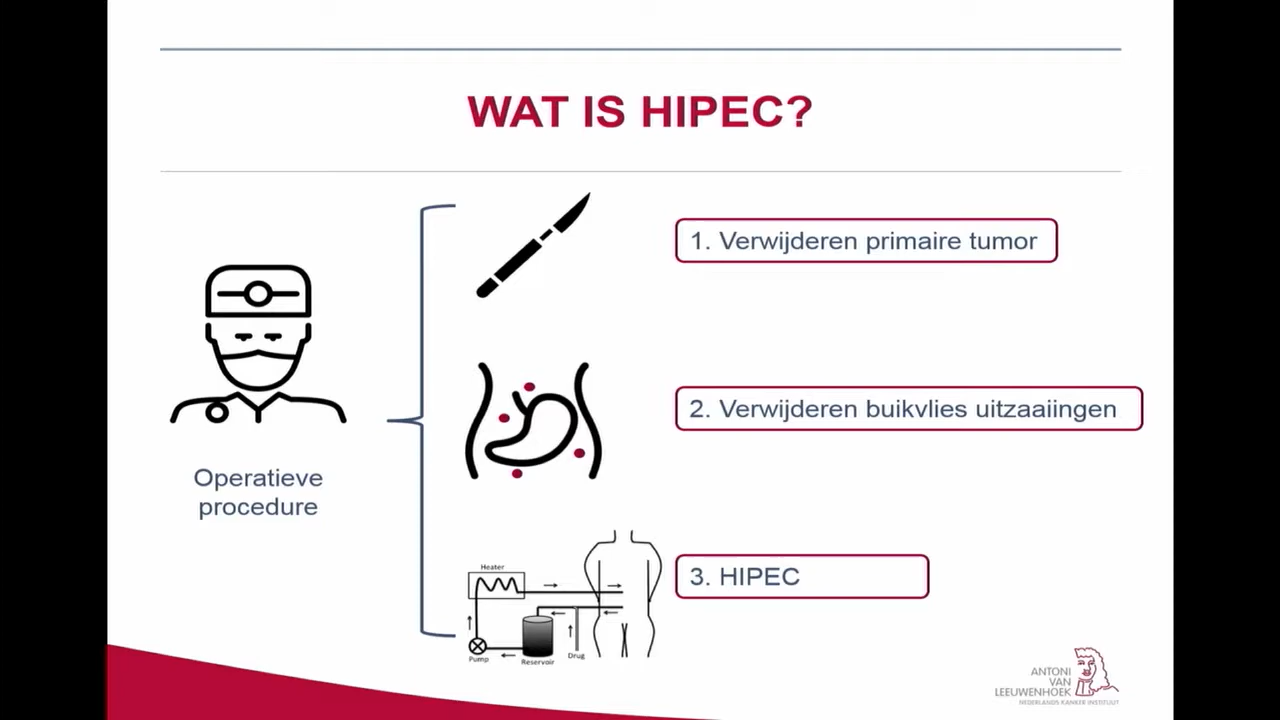 WAT IS HIPEC?
1. Verwijderen primaire tumor
2. Verwijderen buikvlies uitzaaiingen
Operatieve
procedure
3. HIPEC
Heater
Pump
Reservoir
Drug
ANTONI
VAN
LEEUWENHOEK
NEDERLANDS KANKER INSTITUUT